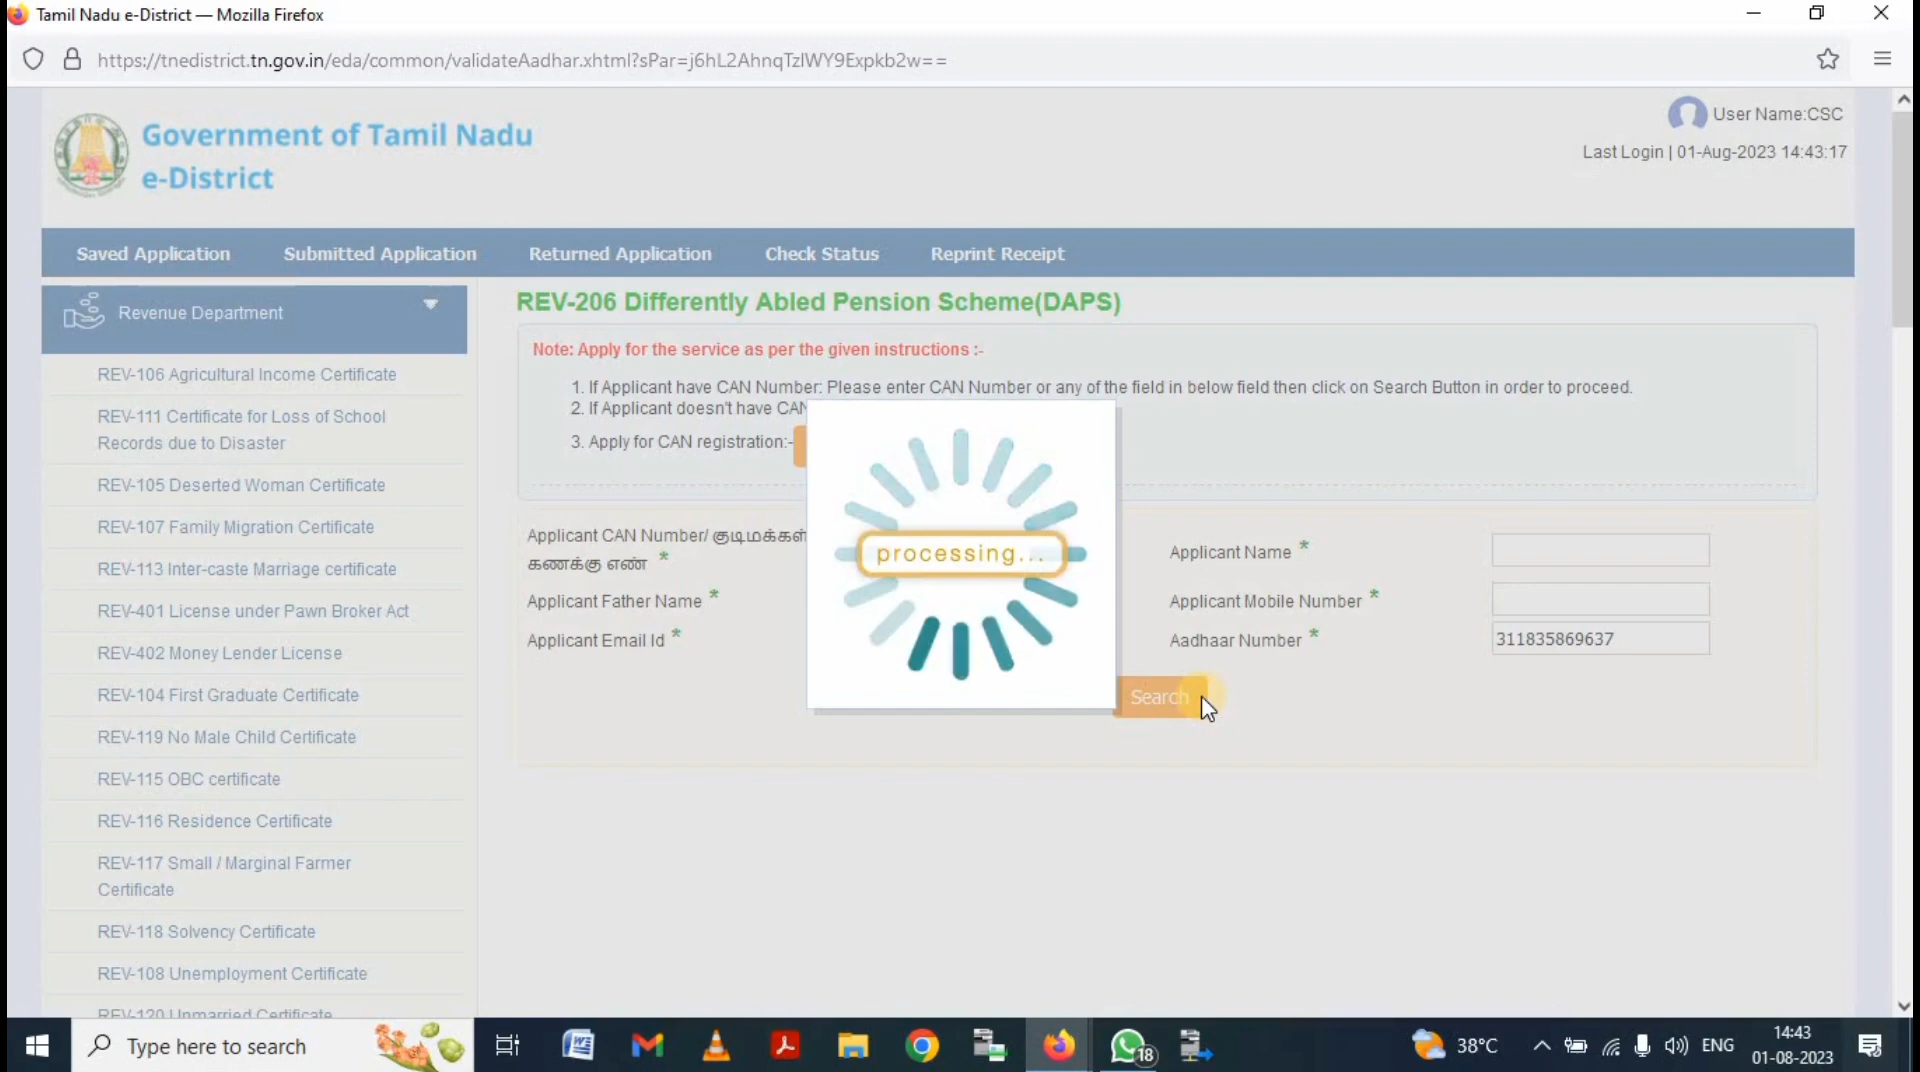 Tamil Nadu e-District — Mozilla Firefox
https://tnedistrict.tn.gov.in/eda/common/validateAadhar.xhtml?sPar=j6hL2AhnqTzlWY9Expkb2w==
Government of Tamil Nadu
e-District
User Name:CSC
Last Login | 01-Aug-2023 14:43:17
Saved Application Submitted Application Returned Application Check Status Reprint Receipt
Revenue Department
REV-106 Agricultural Income Certificate
REV-111 Certificate for Loss of School
Records due to Disaster
REV-105 Deserted Woman Certificate
REV-107 Family Migration Certificate
REV-113 Inter-caste Marriage certificate
REV-401 License under Pawn Broker Act
REV-402 Money Lender License
REV-104 First Graduate Certificate
REV-119 No Male Child Certificate
REV-115 OBC certificate
REV-116 Residence Certificate
REV-117 Small / Marginal Farmer
Certificate
REV-118 Solvency Certificate
REV-108 Unemployment Certificate
REV-120 Unmarried Certificate
REV-206 Differently Abled Pension Scheme(DAPS)
Note: Apply for the service as per the given instructions :-
1. If Applicant have CAN Number: Please enter CAN Number or any of the field in below field then click on Search Button in order to proceed.
2. If Applicant doesn't have CAN
3. Apply for CAN registration:-
processing...
Applicant CAN Number/ குடிமக்கள்
கணக்கு எண் *
Applicant Name *
Applicant Father Name *
Applicant Mobile Number *
Applicant Email Id *
Aadhaar Number *
311835869637
Search
Type here to search
18
38°C
ENG
14:43
01-08-2023